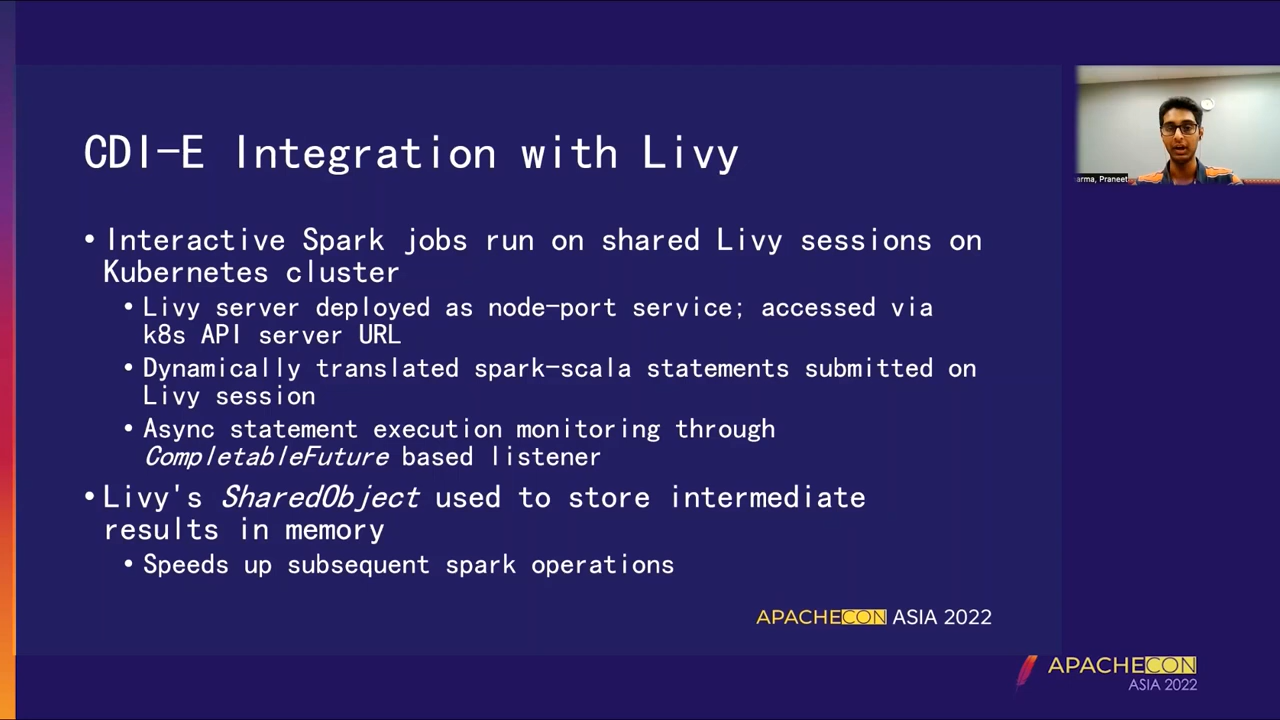 CDI-E Integration with Livy
• Interactive Spark jobs run on shared Livy sessions on
Kubernetes cluster
• Livy server deployed as node-port service; accessed via
k8s API server URL
• Dynamically translated spark-scala statements submitted on
Livy session
• Async statement execution monitoring through
CompletableFuture based listener
• Livy's SharedObject used to store intermediate
results in memory
• Speeds up subsequent spark operations
APACHECON ASIA 2022
arma, Praneet
APACHECON
ASIA 2022